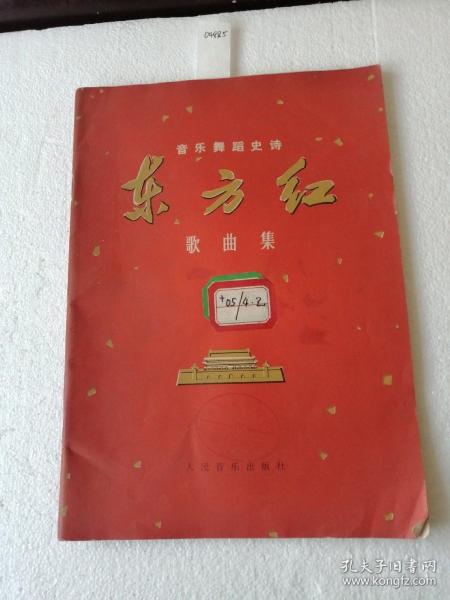 音乐舞蹈史诗
东方红
歌曲集
+05/4.2
人民音乐出版社
孔夫子旧书网
www.kongfz.com